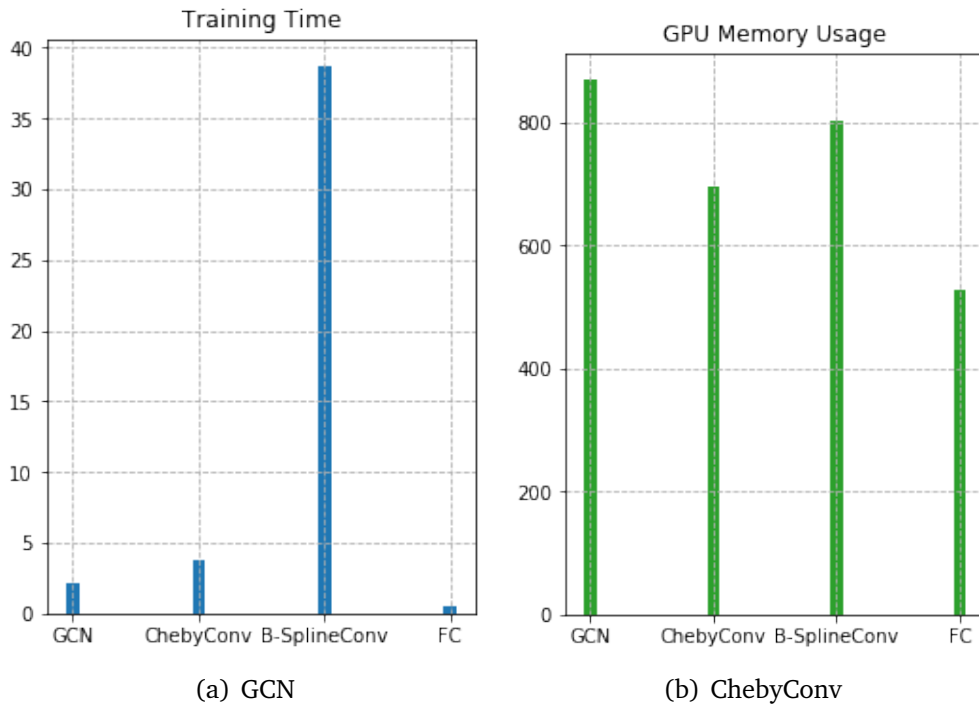 Training Time
40
35
30
25
20
15
10
5
0
GCN ChebyConv B-SplineConv FC
(a) GCN
GPU Memory Usage
800
600
400
200
0
GCN ChebyConv B-SplineConv FC
(b) ChebyConv